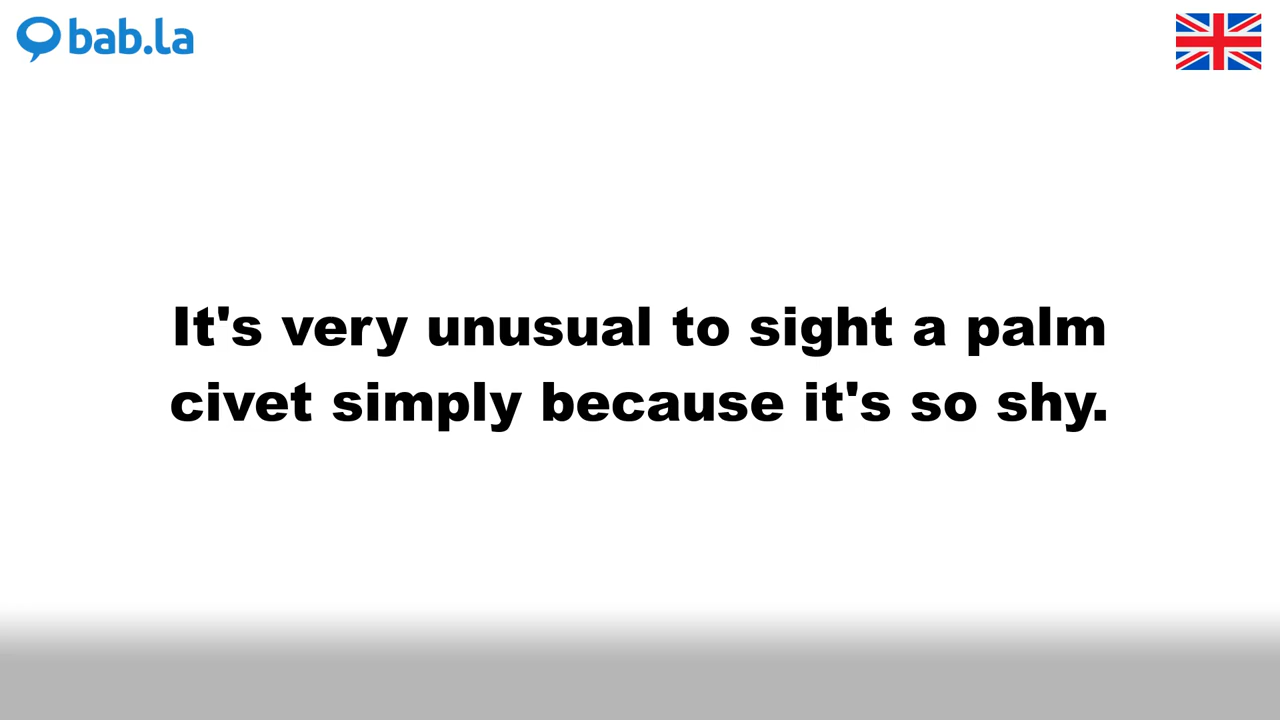 bab.la
It's very unusual to sight a palm
civet simply because it's so shy.